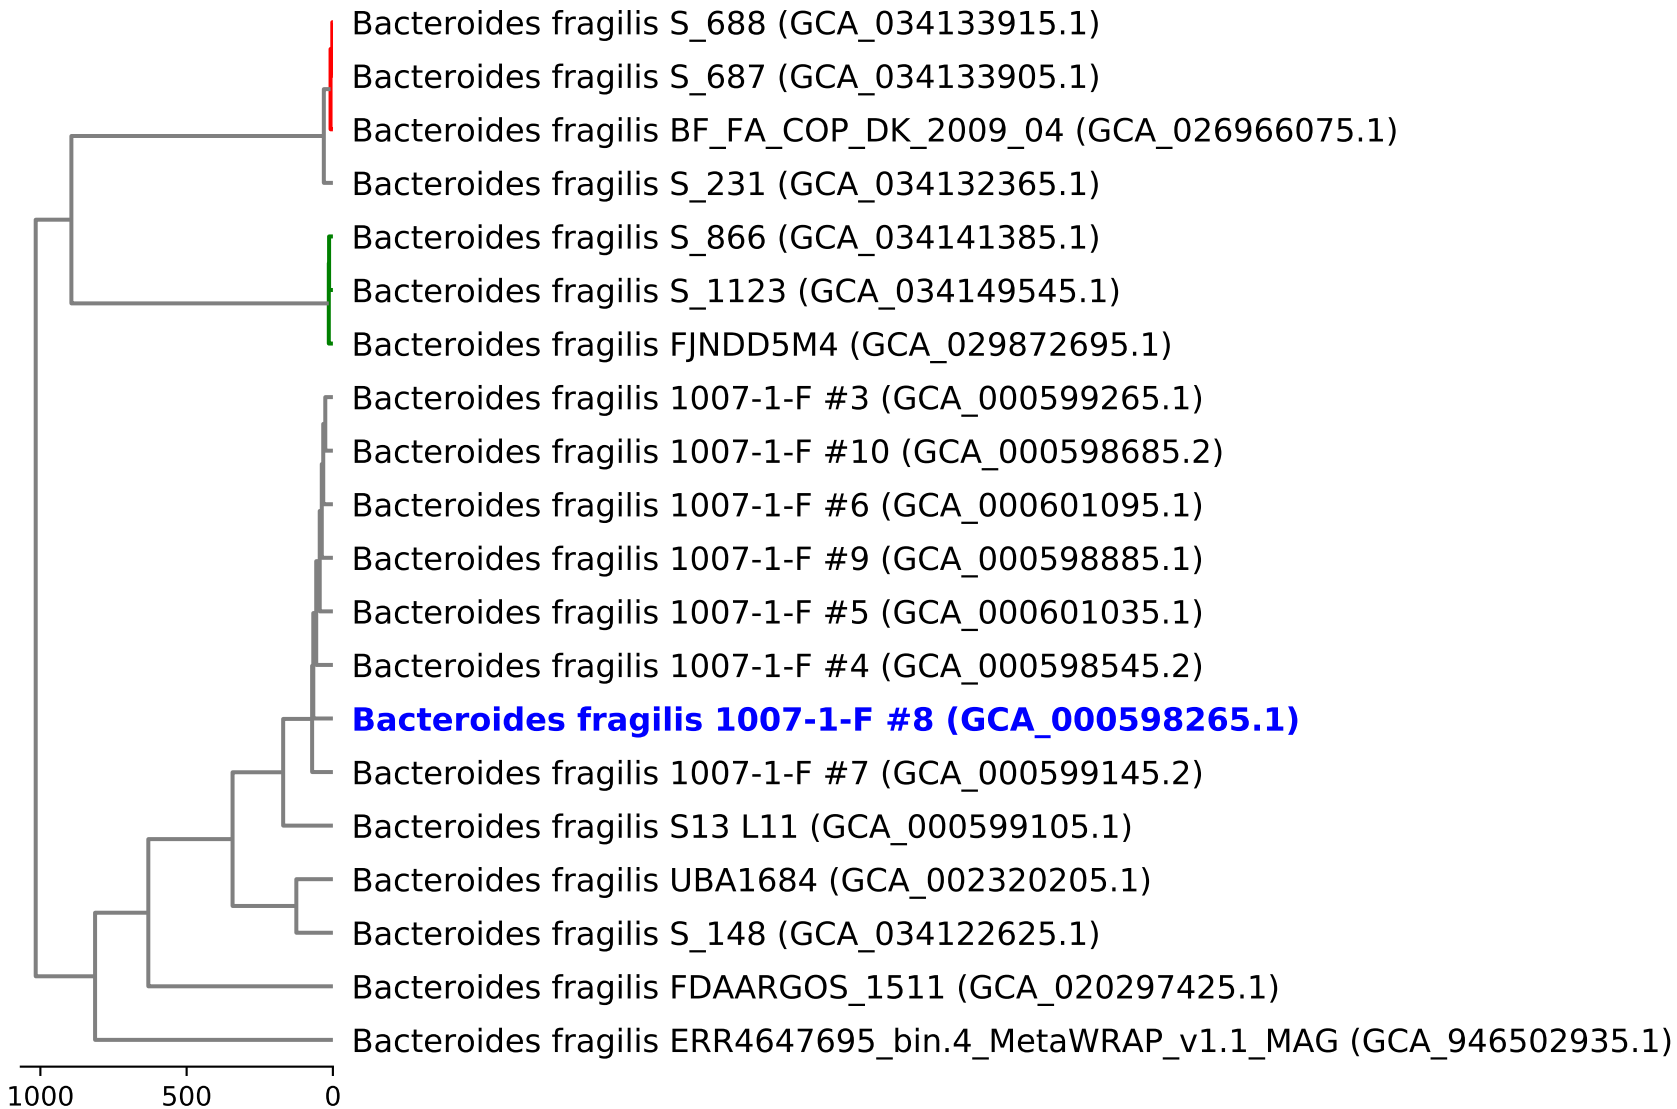 Bacteroides fragilis S_688 (GCA_034133915.1)
Bacteroides fragilis S_687 (GCA_034133905.1)
Bacteroides fragilis BF_FA_COP_DK_2009_04 (GCA_026966075.1)
Bacteroides fragilis S_231 (GCA_034132365.1)
Bacteroides fragilis S_866 (GCA_034141385.1)
Bacteroides fragilis S_1123 (GCA_034149545.1)
Bacteroides fragilis FJNDD5M4 (GCA_029872695.1)
Bacteroides fragilis 1007-1-F #3 (GCA_000599265.1)
Bacteroides fragilis 1007-1-F #10 (GCA_000598685.2)
Bacteroides fragilis 1007-1-F #6 (GCA_000601095.1)
Bacteroides fragilis 1007-1-F #9 (GCA_000598885.1)
Bacteroides fragilis 1007-1-F #5 (GCA_000601035.1)
Bacteroides fragilis 1007-1-F #4 (GCA_000598545.2)
Bacteroides fragilis 1007-1-F #8 (GCA_000598265.1)
Bacteroides fragilis 1007-1-F #7 (GCA_000599145.2)
Bacteroides fragilis S13 L11 (GCA_000599105.1)
Bacteroides fragilis UBA1684 (GCA_002320205.1)
Bacteroides fragilis S_148 (GCA_034122625.1)
Bacteroides fragilis FDAARGOS_1511 (GCA_020297425.1)
Bacteroides fragilis ERR4647695_bin.4_MetaWRAP_v1.1_MAG (GCA_946502935.1)
1000 500 0